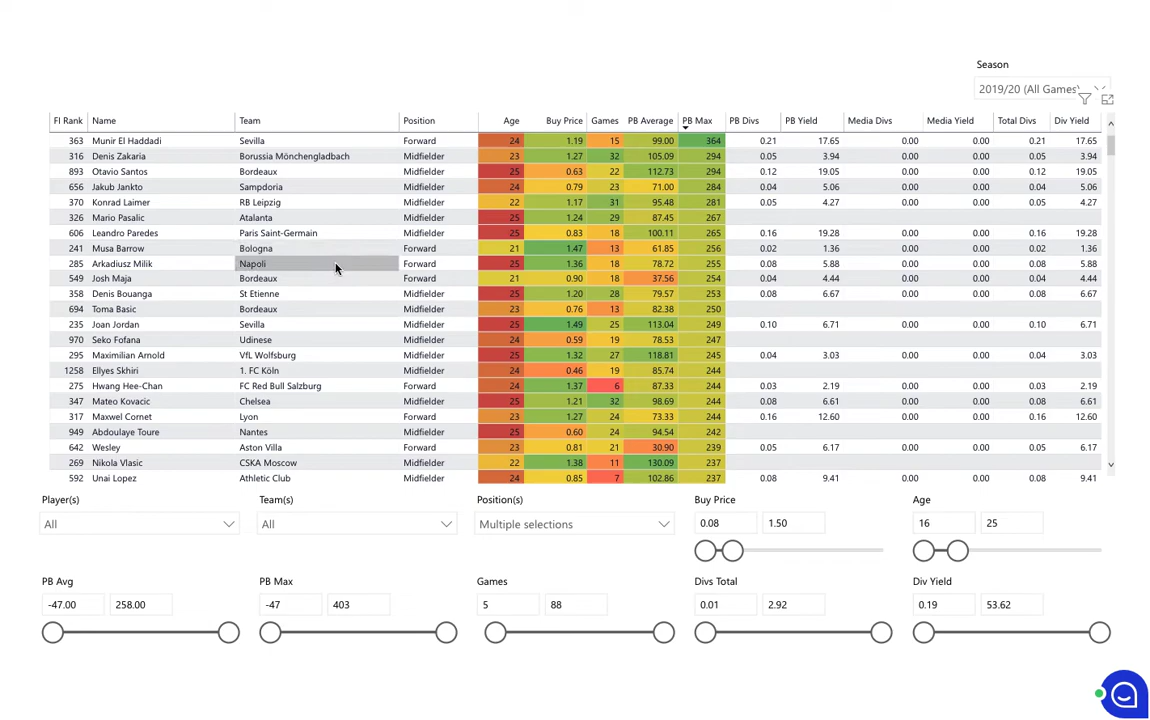 Season
2019/20 (All Games)
FI Rank Name Team Position Age Buy Price Games PB Average PB Max PB Divs PB Yield Media Divs Media Yield Total Divs Div Yield
363 Munir El Haddadi Sevilla Forward 24 1.19 15 99.00 364 0.21 17.65 0.00 0.00 0.21 17.65
316 Denis Zakaria Borussia Mönchengladbach Midfielder 23 1.27 32 105.09 294 0.05 3.94 0.00 0.00 0.05 3.94
893 Otavio Santos Bordeaux Midfielder 25 0.63 22 112.73 294 0.12 19.05 0.00 0.00 0.12 19.05
656 Jakub Jankto Sampdoria Midfielder 24 0.79 23 71.00 284 0.04 5.06 0.00 0.00 0.04 5.06
370 Konrad Laimer RB Leipzig Midfielder 22 1.17 31 95.48 281 0.05 4.27 0.00 0.00 0.05 4.27
326 Mario Pasalic Atalanta Midfielder 25 1.24 29 87.45 267
606 Leandro Paredes Paris Saint-Germain Midfielder 25 0.83 18 100.11 265 0.16 19.28 0.00 0.00 0.16 19.28
241 Musa Barrow Bologna Forward 21 1.47 13 61.85 256 0.02 1.36 0.00 0.00 0.02 1.36
285 Arkadiusz Milik Napoli Forward 25 1.36 18 78.72 255 0.08 5.88 0.00 0.00 0.08 5.88
549 Josh Maja Bordeaux Forward 21 0.90 18 37.56 254 0.04 4.44 0.00 0.00 0.04 4.44
358 Denis Bouanga St Etienne Midfielder 25 1.20 28 79.57 253 0.08 6.67 0.00 0.00 0.08 6.67
694 Toma Basic Bordeaux Midfielder 23 0.76 13 82.38 250
235 Joan Jordan Sevilla Midfielder 25 1.49 25 113.04 249 0.10 6.71 0.00 0.00 0.10 6.71
970 Seko Fofana Udinese Midfielder 24 0.59 19 78.53 247
295 Maximilian Arnold VfL Wolfsburg Midfielder 25 1.32 27 118.81 245 0.04 3.03 0.00 0.00 0.04 3.03
1258 Ellyes Skhiri 1. FC Köln Midfielder 24 0.46 19 85.74 244
275 Hwang Hee-Chan FC Red Bull Salzburg Forward 24 1.37 6 87.33 244 0.03 2.19 0.00 0.00 0.03 2.19
347 Mateo Kovacic Chelsea Midfielder 25 1.21 32 98.69 244 0.08 6.61 0.00 0.00 0.08 6.61
317 Maxwel Cornet Lyon Forward 23 1.27 24 73.33 244 0.16 12.60 0.00 0.00 0.16 12.60
949 Abdoulaye Toure Nantes Midfielder 25 0.60 24 94.54 242
642 Wesley Aston Villa Forward 23 0.81 21 30.90 239 0.05 6.17 0.00 0.00 0.05 6.17
269 Nikola Vlasic CSKA Moscow Midfielder 22 1.38 11 130.09 237
592 Unai Lopez Athletic Club Midfielder 24 0.85 7 102.86 237 0.08 9.41 0.00 0.00 0.08 9.41
Player(s) Team(s) Position(s) Buy Price Age
All All Multiple selections 0.08 1.50 16 25
PB Avg PB Max Games Divs Total Div Yield
-47.00 258.00 -47 403 5 88 0.01 2.92 0.19 53.62